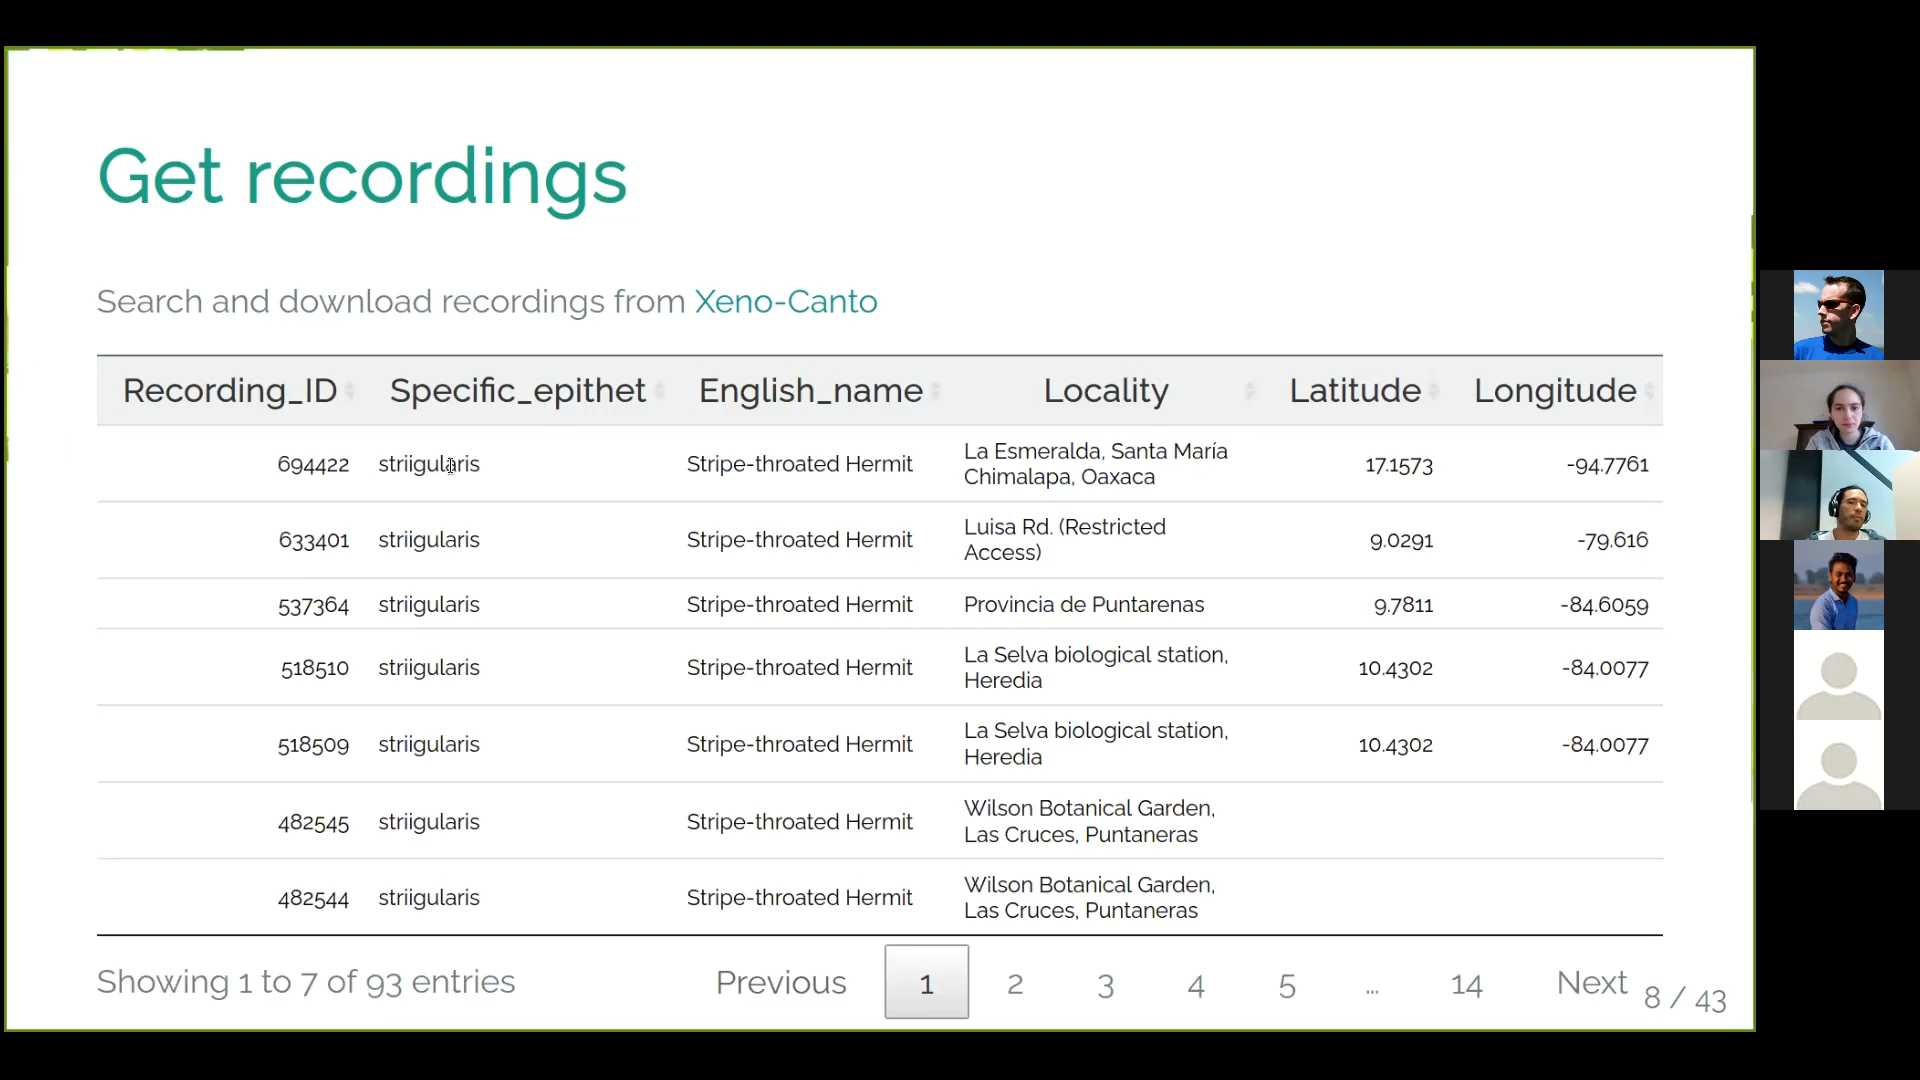 Get recordings
Search and download recordings from Xeno-Canto
Recording_ID Specific_epithet English_name Locality Latitude Longitude
694422 striigularis Stripe-throated Hermit La Esmeralda, Santa María Chimalapa, Oaxaca 17.1573 -94.7761
633401 striigularis Stripe-throated Hermit Luisa Rd. (Restricted Access) 9.0291 -79.616
537364 striigularis Stripe-throated Hermit Provincia de Puntarenas 9.7811 -84.6059
518510 striigularis Stripe-throated Hermit La Selva biological station, Heredia 10.4302 -84.0077
518509 striigularis Stripe-throated Hermit La Selva biological station, Heredia 10.4302 -84.0077
482545 striigularis Stripe-throated Hermit Wilson Botanical Garden, Las Cruces, Puntaneras
482544 striigularis Stripe-throated Hermit Wilson Botanical Garden, Las Cruces, Puntaneras
Showing 1 to 7 of 93 entries Previous 1 2 3 4 5 ... 14 Next
8 / 43